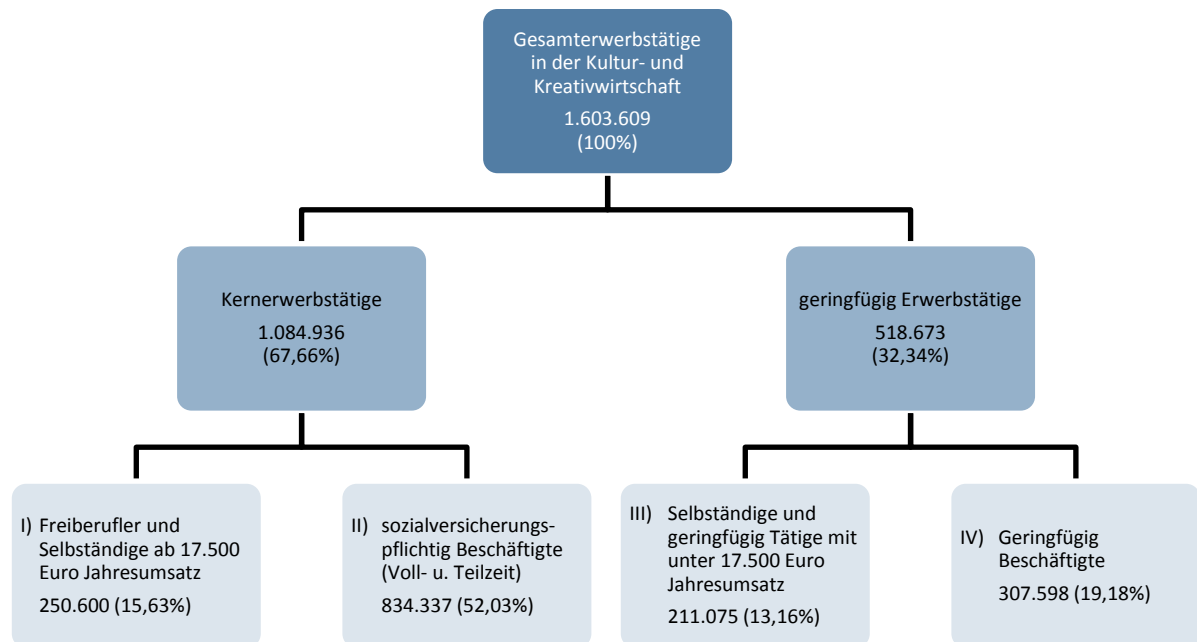 Gesamterwerbstätige
in der Kultur- und
Kreativwirtschaft
1.603.609
(100%)
Kernerwerbstätige
1.084.936
(67,66%)
geringfügig Erwerbstätige
518.673
(32,34%)
I) Freiberufler und
Selbständige ab 17.500
Euro Jahresumsatz
250.600 (15,63%)
II) sozialversicherungs-
pflichtig Beschäftigte
(Voll- u. Teilzeit)
834.337 (52,03%)
III) Selbständige und
geringfügig Tätige mit
unter 17.500 Euro
Jahresumsatz
211.075 (13,16%)
IV) Geringfügig
Beschäftigte
307.598 (19,18%)